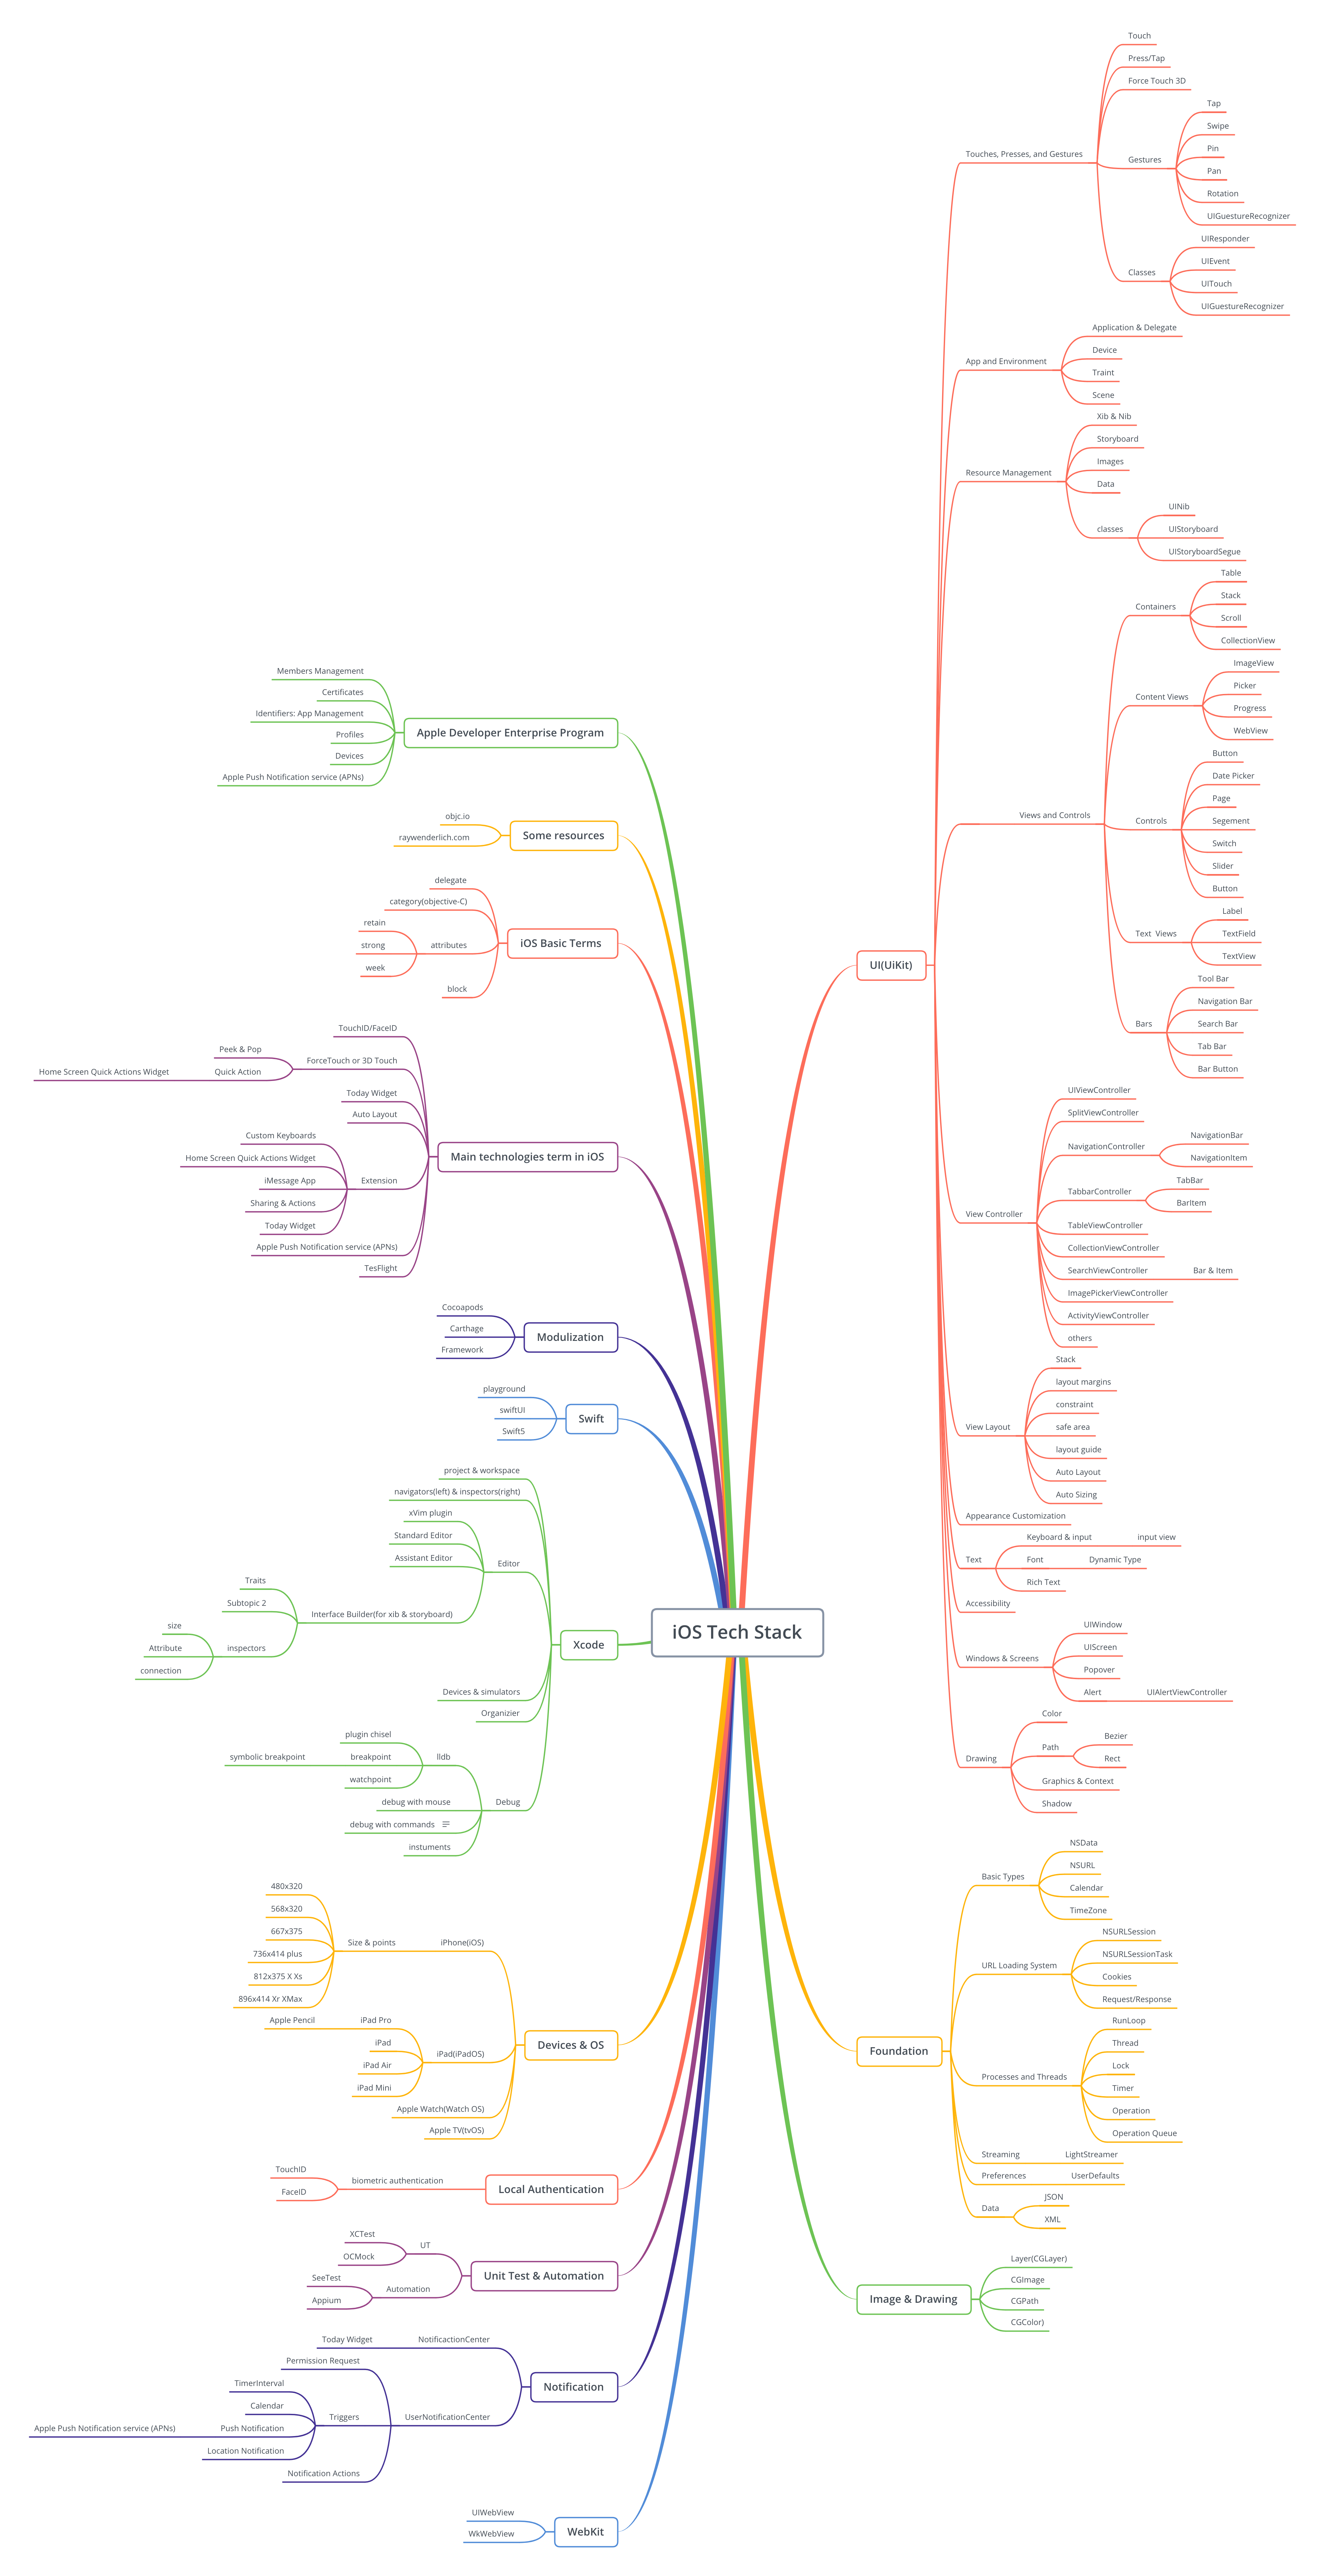 iOS Tech Stack
UI(UiKit)
Touches, Presses, and Gestures
Touch
Press/Tap
Force Touch 3D
Gestures
Tap
Swipe
Pin
Pan
Rotation
UIGuestureRecognizer
Classes
UIResponder
UIEvent
UITouch
UIGuestureRecognizer
App and Environment
Application & Delegate
Device
Traint
Scene
Resource Management
Xib & Nib
Storyboard
Images
Data
classes
UINib
UIStoryboard
UIStoryboardSegue
Views and Controls
Containers
Table
Stack
Scroll
CollectionView
Content Views
ImageView
Picker
Progress
WebView
Controls
Button
Date Picker
Page
Segement
Switch
Slider
Button
Text Views
Label
TextField
TextView
Bars
Tool Bar
Navigation Bar
Search Bar
Tab Bar
Bar Button
View Controller
UIViewController
SplitViewController
NavigationController
NavigationBar
NavigationItem
TabbarController
TabBar
BarItem
TableViewController
CollectionViewController
SearchViewController
Bar & Item
ImagePickerViewController
ActivityViewController
others
View Layout
Stack
layout margins
constraint
safe area
layout guide
Auto Layout
Auto Sizing
Appearance Customization
Text
Keyboard & input
input view
Font
Dynamic Type
Rich Text
Accessibility
Windows & Screens
UIWindow
UIScreen
Popover
Alert
UIAlertViewController
Drawing
Color
Path
Bezier
Rect
Graphics & Context
Shadow
Foundation
Basic Types
NSData
NSURL
Calendar
TimeZone
URL Loading System
NSURLSession
NSURLSessionTask
Cookies
Request/Response
Processes and Threads
RunLoop
Thread
Lock
Timer
Operation
Operation Queue
Streaming
LightStreamer
Preferences
UserDefaults
Data
JSON
XML
Image & Drawing
Layer(CGLayer)
CGImage
CGPath
CGColor)
Apple Developer Enterprise Program
Members Management
Certificates
Identifiers: App Management
Profiles
Devices
Apple Push Notification service (APNs)
Some resources
objc.io
raywenderlich.com
iOS Basic Terms
delegate
category(objective-C)
attributes
retain
strong
week
block
Main technologies term in iOS
TouchID/FaceID
ForceTouch or 3D Touch
Peek & Pop
Quick Action
Home Screen Quick Actions Widget
Today Widget
Auto Layout
Extension
Custom Keyboards
Home Screen Quick Actions Widget
iMessage App
Sharing & Actions
Today Widget
Apple Push Notification service (APNs)
TesFlight
Modulization
Cocoapods
Carthage
Framework
Swift
playground
swiftUI
Swift5
Xcode
project & workspace
navigators(left) & inspectors(right)
Editor
xVim plugin
Standard Editor
Assistant Editor
Interface Builder(for xib & storyboard)
Traits
Subtopic 2
inspectors
size
Attribute
connection
Devices & simulators
Organizier
Debug
lldb
plugin chisel
breakpoint
symbolic breakpoint
watchpoint
debug with mouse
debug with commands
instuments
Devices & OS
iPhone(iOS)
Size & points
480x320
568x320
667x375
736x414 plus
812x375 X Xs
896x414 Xr XMax
iPad(iPadOS)
iPad Pro
Apple Pencil
iPad
iPad Air
iPad Mini
Apple Watch(Watch OS)
Apple TV(tvOS)
Local Authentication
biometric authentication
TouchID
FaceID
Unit Test & Automation
UT
XCTest
OCMock
Automation
SeeTest
Appium
Notification
NotifcactionCenter
Today Widget
UserNotificationCenter
Permission Request
Triggers
TimerInterval
Calendar
Push Notification
Apple Push Notification service (APNs)
Location Notification
Notification Actions
WebKit
UIWebView
WkWebView